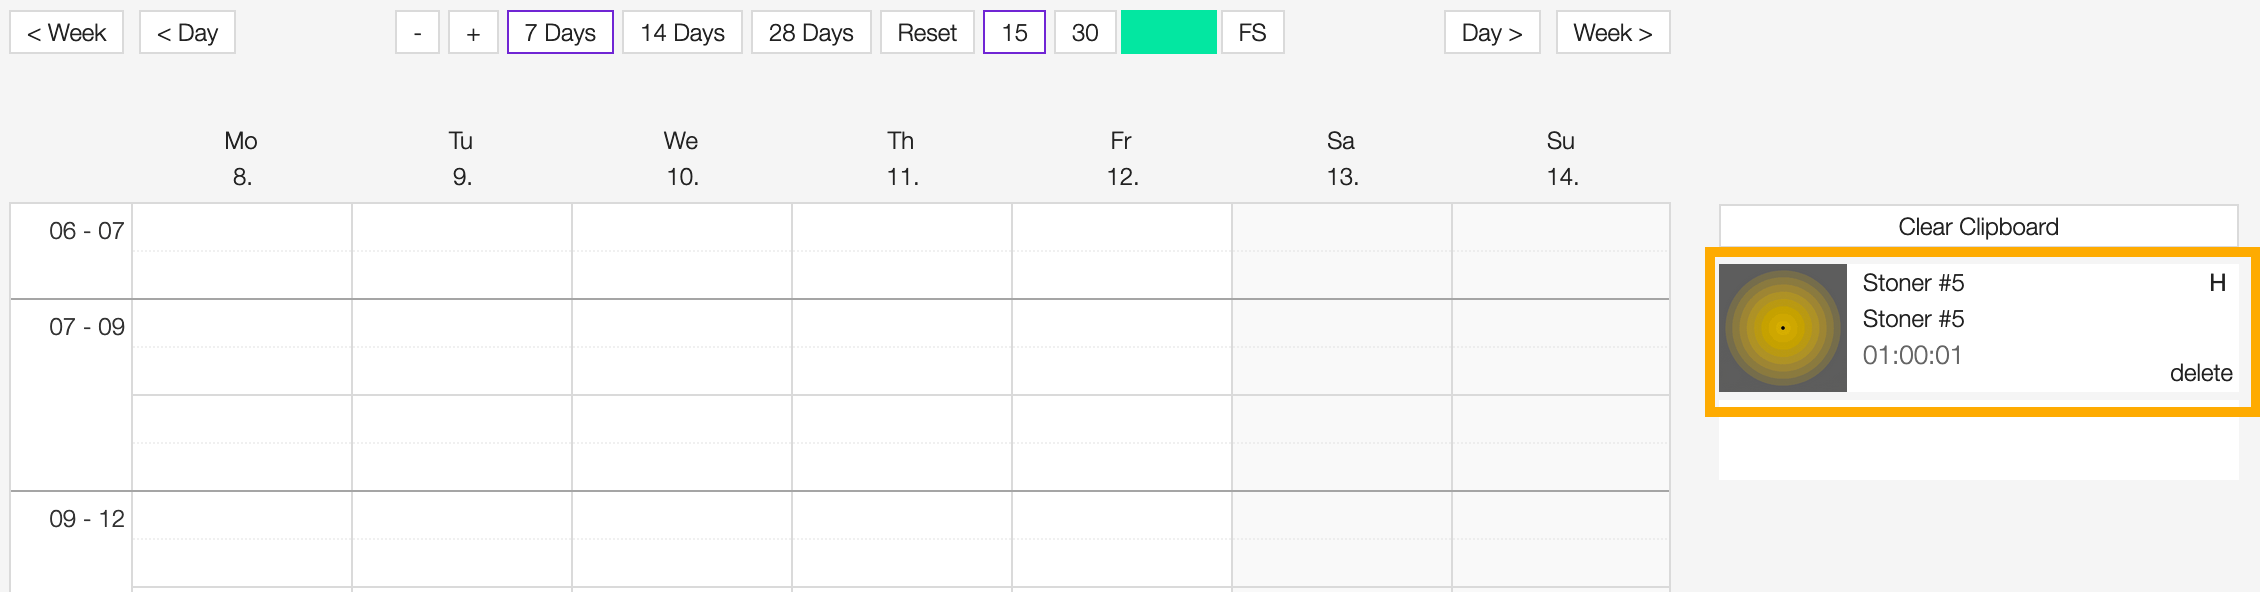 < Week < Day - + 7 Days 14 Days 28 Days Reset 15 30 FS Day > Week >
Mo Tu We Th Fr Sa Su
8. 9. 10. 11. 12. 13. 14.
06 - 07
07 - 09
09 - 12
Clear Clipboard
Stoner #5 H
Stoner #5
01:00:01
delete